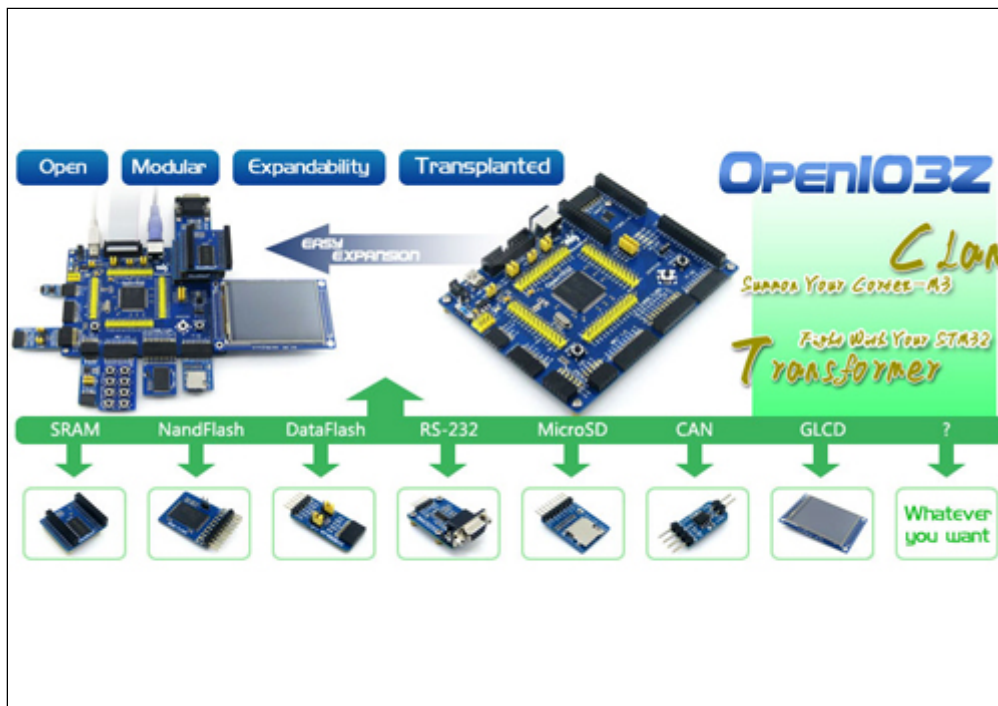 Open Modular Expandability Transplanted
Open103Z
EASY
EXPANSION
Clan
Summon Your Cortex-M3
Fight With Your STM32
Transformer
SRAM NandFlash DataFlash RS-232 MicroSD CAN GLCD ?
Whatever
you want